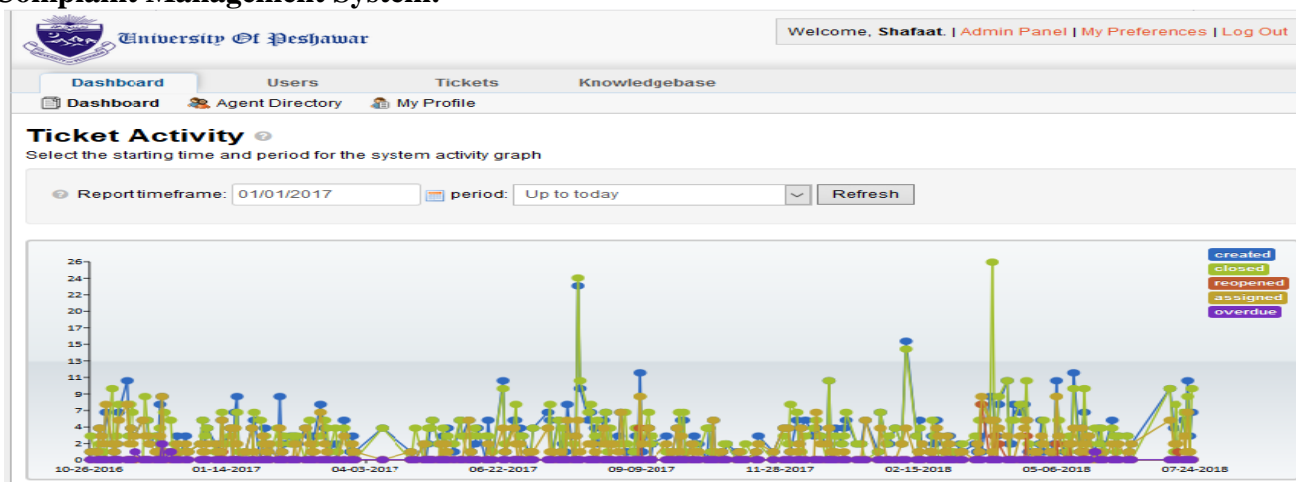 Complaint Management System.
University Of Peshawar
Welcome, Shafaat. | Admin Panel | My Preferences | Log Out
Dashboard Users Tickets Knowledgebase
Dashboard Agent Directory My Profile
Ticket Activity
Select the starting time and period for the system activity graph
Report timeframe: 01/01/2017 period: Up to today Refresh
created
closed
reopened
assigned
overdue
26
24
22
20
17
15
13
11
9
7
4
2
0
10-26-2016 01-14-2017 04-03-2017 06-22-2017 09-09-2017 11-28-2017 02-15-2018 05-06-2018 07-24-2018